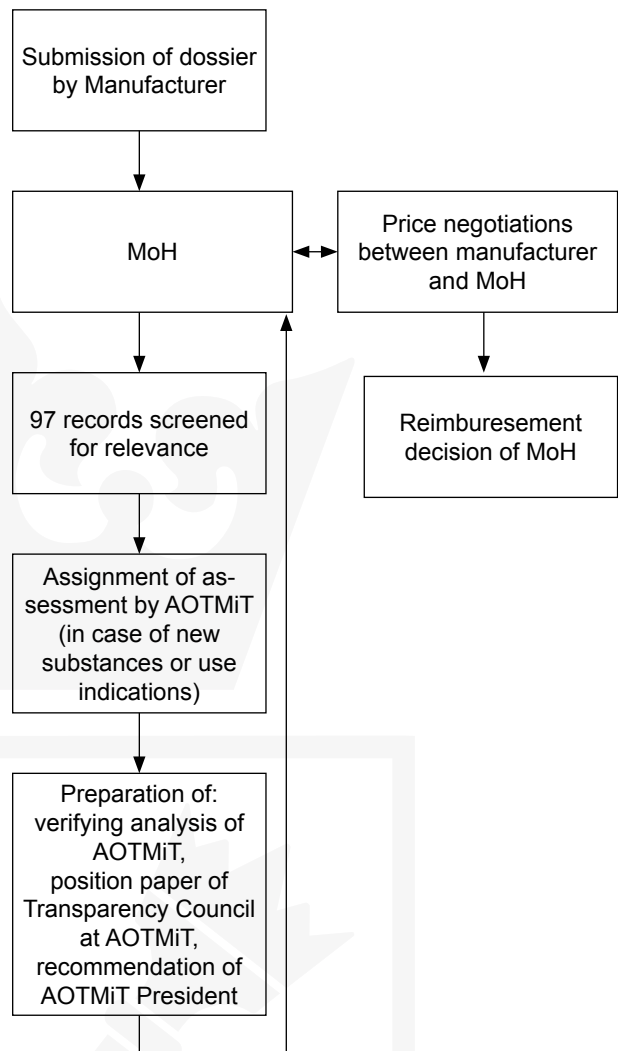 Submission of dossier
by Manufacturer
MoH
Price negotiations
between manufacturer
and MoH
97 records screened
for relevance
Reimburesement
decision of MoH
Assignment of as-
sessment by AOTMiT
(in case of new
substances or use
indications)
Preparation of:
verifying analysis of
AOTMiT,
position paper of
Transparency Council
at AOTMiT,
recommendation of
AOTMiT President